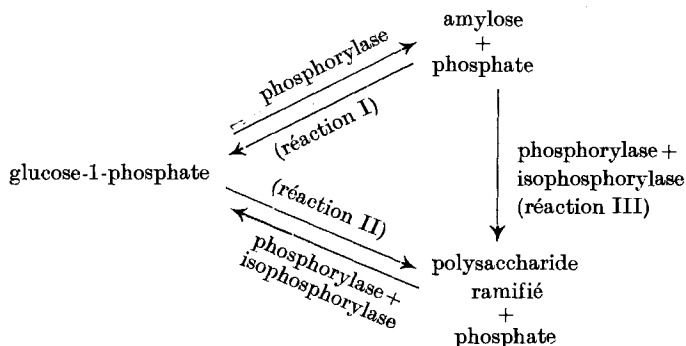 amylose
+
phosphate
phosphorylase
(réaction I)
glucose-1-phosphate
phosphorylase +
isophosphorylase
(réaction III)
(réaction II)
phosphorylase +
isophosphorylase
polysaccharide
ramifié
+
phosphate